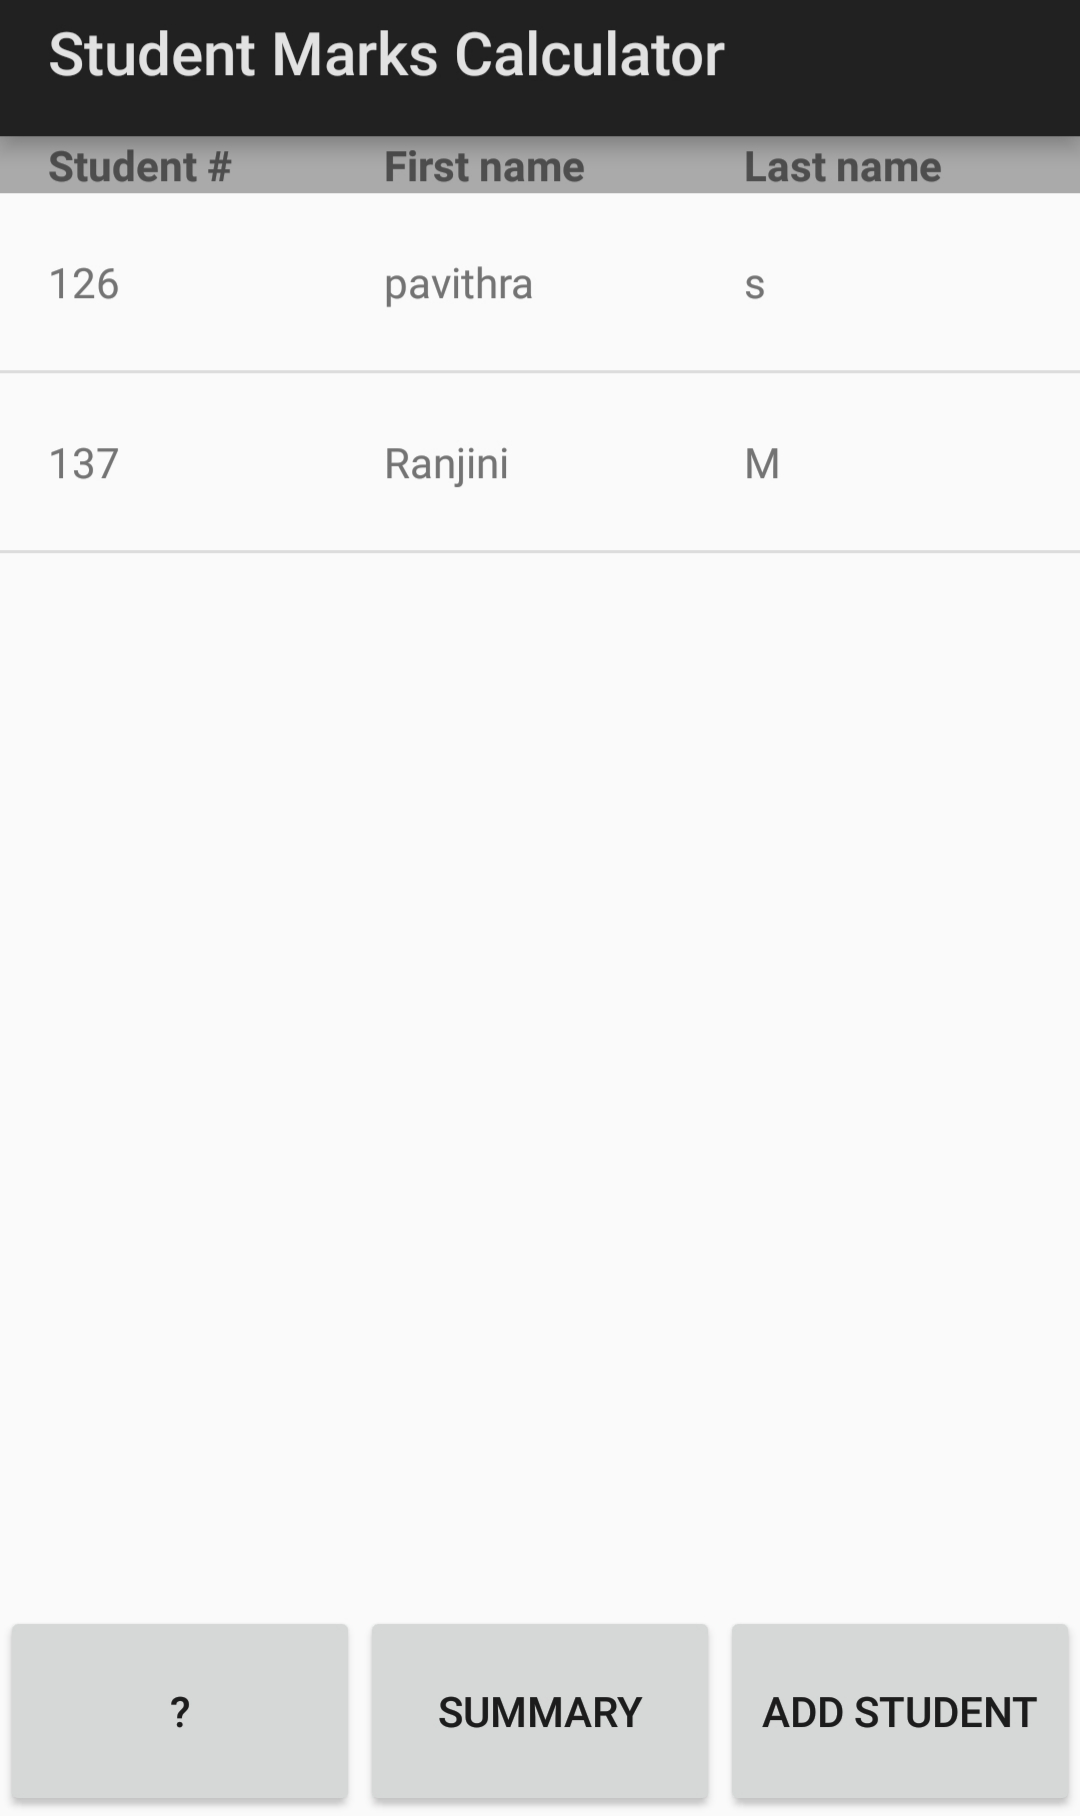 Student Marks Calculator
Student # First name Last name
126 pavithra s
137 Ranjini M
? SUMMARY ADD STUDENT